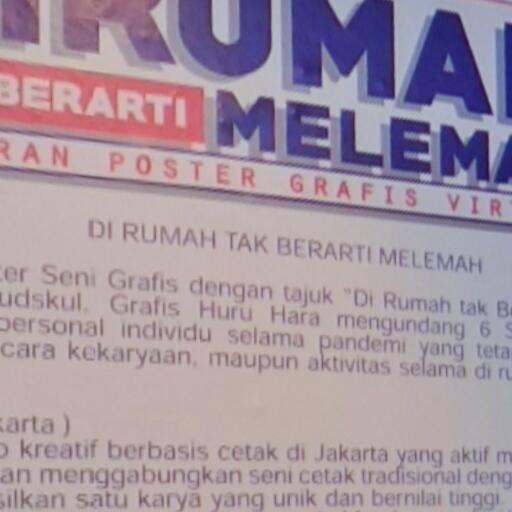 RUMAH
BERARTI MELEMA
RAN POSTER GRAFIS VIR
DI RUMAH TAK BERARTI MELEMAH
er Seni Grafis dengan tajuk "Di Rumah tak Be
udskul, Grafis Huru Hara mengundang 6 S
personal individu selama pandemi yang teta
cara kekaryaan, maupun aktivitas selama di ru
karta )
o kreatif berbasis cetak di Jakarta yang aktif m
an menggabungkan seni cetak tradisional deng
silkan satu karya yang unik dan bernilai tinggi.